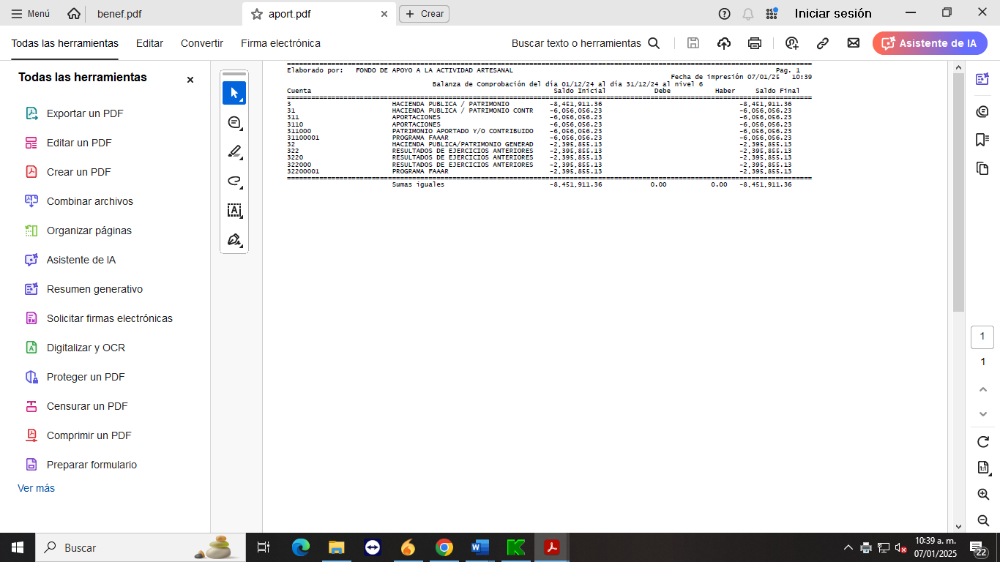 Menú
benef.pdf
aport.pdf
Crear
Iniciar sesión
Todas las herramientas
Editar
Convertir
Firma electrónica
Buscar texto o herramientas
Asistente de IA
Todas las herramientas
Exportar un PDF
Editar un PDF
Crear un PDF
Combinar archivos
Organizar páginas
Asistente de IA
Resumen generativo
Solicitar firmas electrónicas
Digitalizar y OCR
Proteger un PDF
Censurar un PDF
Comprimir un PDF
Preparar formulario
Ver más
Elaborado por: FONDO DE APOYO A LA ACTIVIDAD ARTESANAL Pag. 1
Fecha de impresión 07/01/25 10:39
Balanza de Comprobación del día 01/12/24 al día 31/12/24 al nivel 6
Cuenta Saldo Inicial Debe Haber Saldo Final
3 HACIENDA PUBLICA / PATRIMONIO -8,451,911.36 -8,451,911.36
31 HACIENDA PUBLICA / PATRIMONIO CONTR -6,056,056.23 -6,056,056.23
311 APORTACIONES -6,056,056.23 -6,056,056.23
3110 APORTACIONES -6,056,056.23 -6,056,056.23
311000 PATRIMONIO APORTADO Y/O CONTRIBUIDO -6,056,056.23 -6,056,056.23
31100001 PROGRAMA FAAAR -6,056,056.23 -6,056,056.23
32 HACIENDA PUBLICA/PATRIMONIO GENERAD -2,395,855.13 -2,395,855.13
322 RESULTADOS DE EJERCICIOS ANTERIORES -2,395,855.13 -2,395,855.13
3220 RESULTADOS DE EJERCICIOS ANTERIORES -2,395,855.13 -2,395,855.13
322000 RESULTADOS DE EJERCICIOS ANTERIORES -2,395,855.13 -2,395,855.13
32200001 PROGRAMA FAAAR -2,395,855.13 -2,395,855.13
Sumas iguales -8,451,911.36 0.00 0.00 -8,451,911.36
1
1
1:1
Buscar
10:39 a. m.
07/01/2025
22